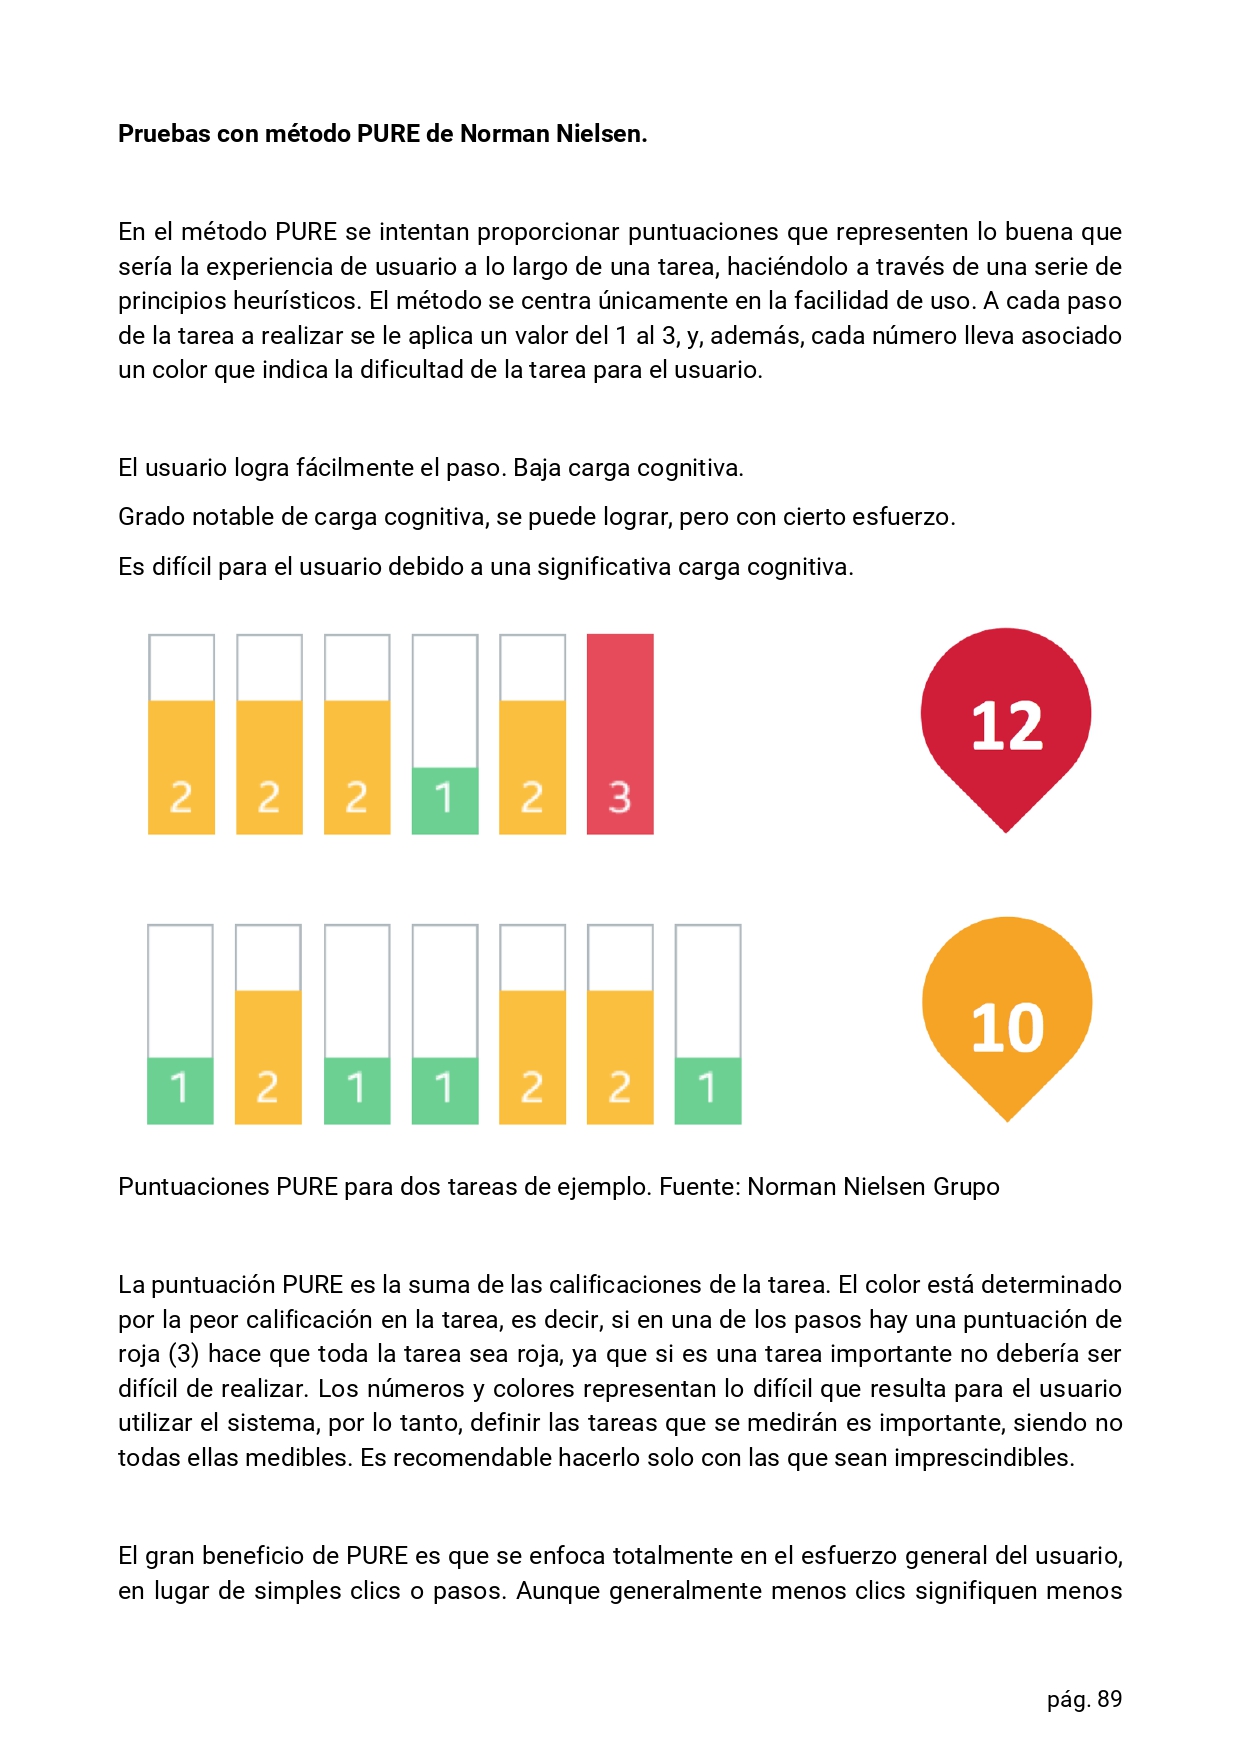 Pruebas con método PURE de Norman Nielsen.
En el método PURE se intentan proporcionar puntuaciones que representen lo buena que
sería la experiencia de usuario a lo largo de una tarea, haciéndolo a través de una serie de
principios heurísticos. El método se centra únicamente en la facilidad de uso. A cada paso
de la tarea a realizar se le aplica un valor del 1 al 3, y, además, cada número lleva asociado
un color que indica la dificultad de la tarea para el usuario.
El usuario logra fácilmente el paso. Baja carga cognitiva.
Grado notable de carga cognitiva, se puede lograr, pero con cierto esfuerzo.
Es difícil para el usuario debido a una significativa carga cognitiva.
2 2 2 1 2 3 12
1 2 1 1 2 2 1 10
Puntuaciones PURE para dos tareas de ejemplo. Fuente: Norman Nielsen Grupo
La puntuación PURE es la suma de las calificaciones de la tarea. El color está determinado
por la peor calificación en la tarea, es decir, si en una de los pasos hay una puntuación de
roja (3) hace que toda la tarea sea roja, ya que si es una tarea importante no debería ser
difícil de realizar. Los números y colores representan lo difícil que resulta para el usuario
utilizar el sistema, por lo tanto, definir las tareas que se medirán es importante, siendo no
todas ellas medibles. Es recomendable hacerlo solo con las que sean imprescindibles.
El gran beneficio de PURE es que se enfoca totalmente en el esfuerzo general del usuario,
en lugar de simples clics o pasos. Aunque generalmente menos clics signifiquen menos
pág. 89